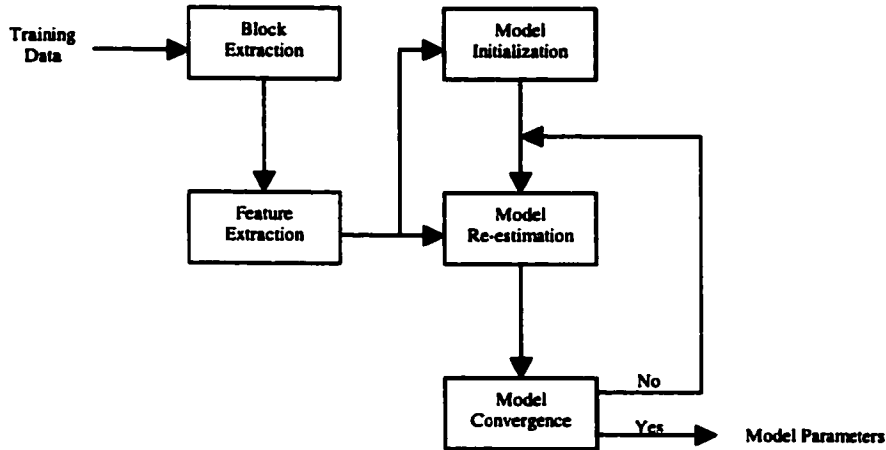 Training
Data
Block
Extraction
Feature
Extraction
Model
Initialization
Model
Re-estimation
Model
Convergence
No
Yes
Model Parameters